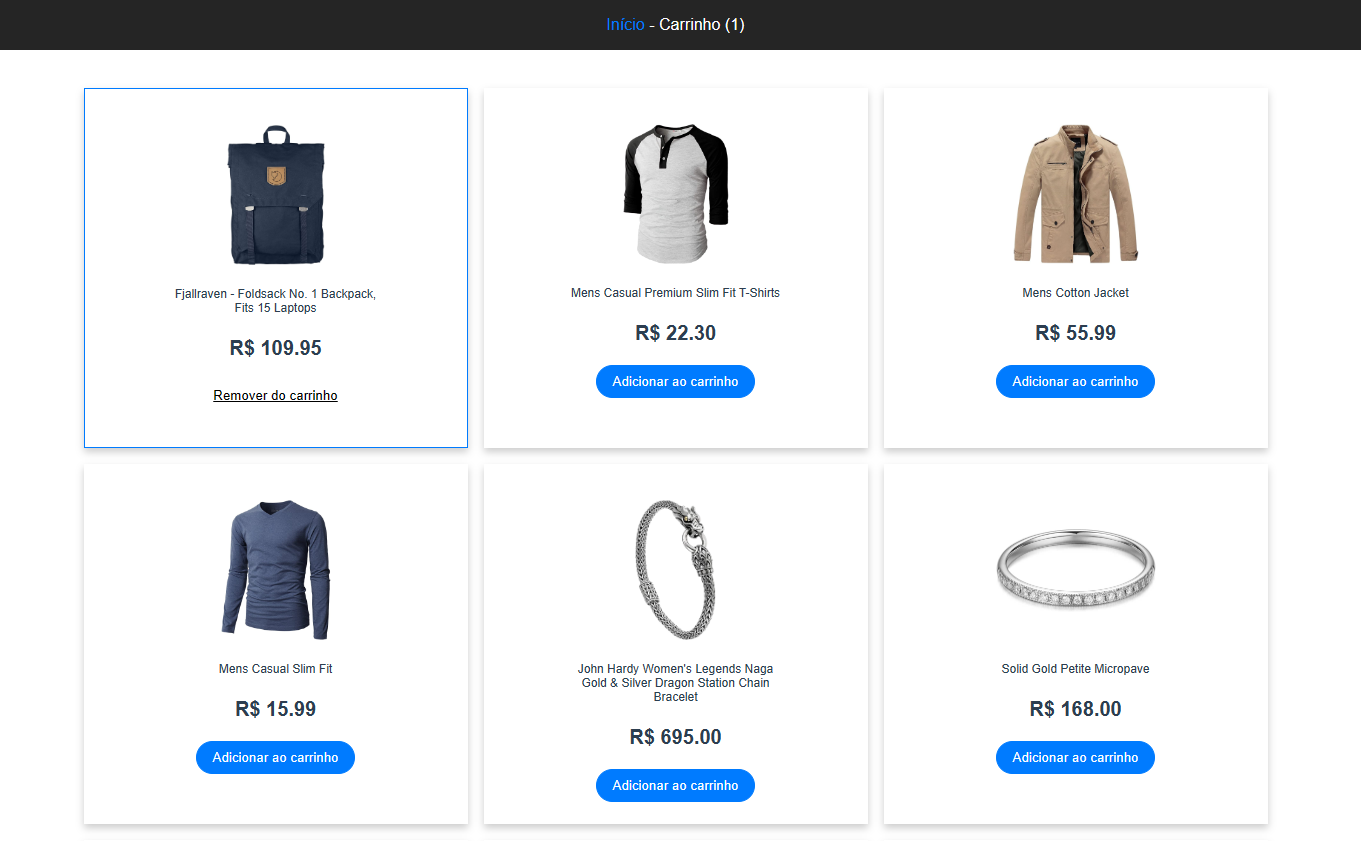 Início - Carrinho (1)
Fjallraven - Foldsack No. 1 Backpack,
Fits 15 Laptops
R$ 109.95
Remover do carrinho
Mens Casual Premium Slim Fit T-Shirts
R$ 22.30
Adicionar ao carrinho
Mens Cotton Jacket
R$ 55.99
Adicionar ao carrinho
Mens Casual Slim Fit
R$ 15.99
Adicionar ao carrinho
John Hardy Women's Legends Naga
Gold & Silver Dragon Station Chain
Bracelet
R$ 695.00
Adicionar ao carrinho
Solid Gold Petite Micropave
R$ 168.00
Adicionar ao carrinho